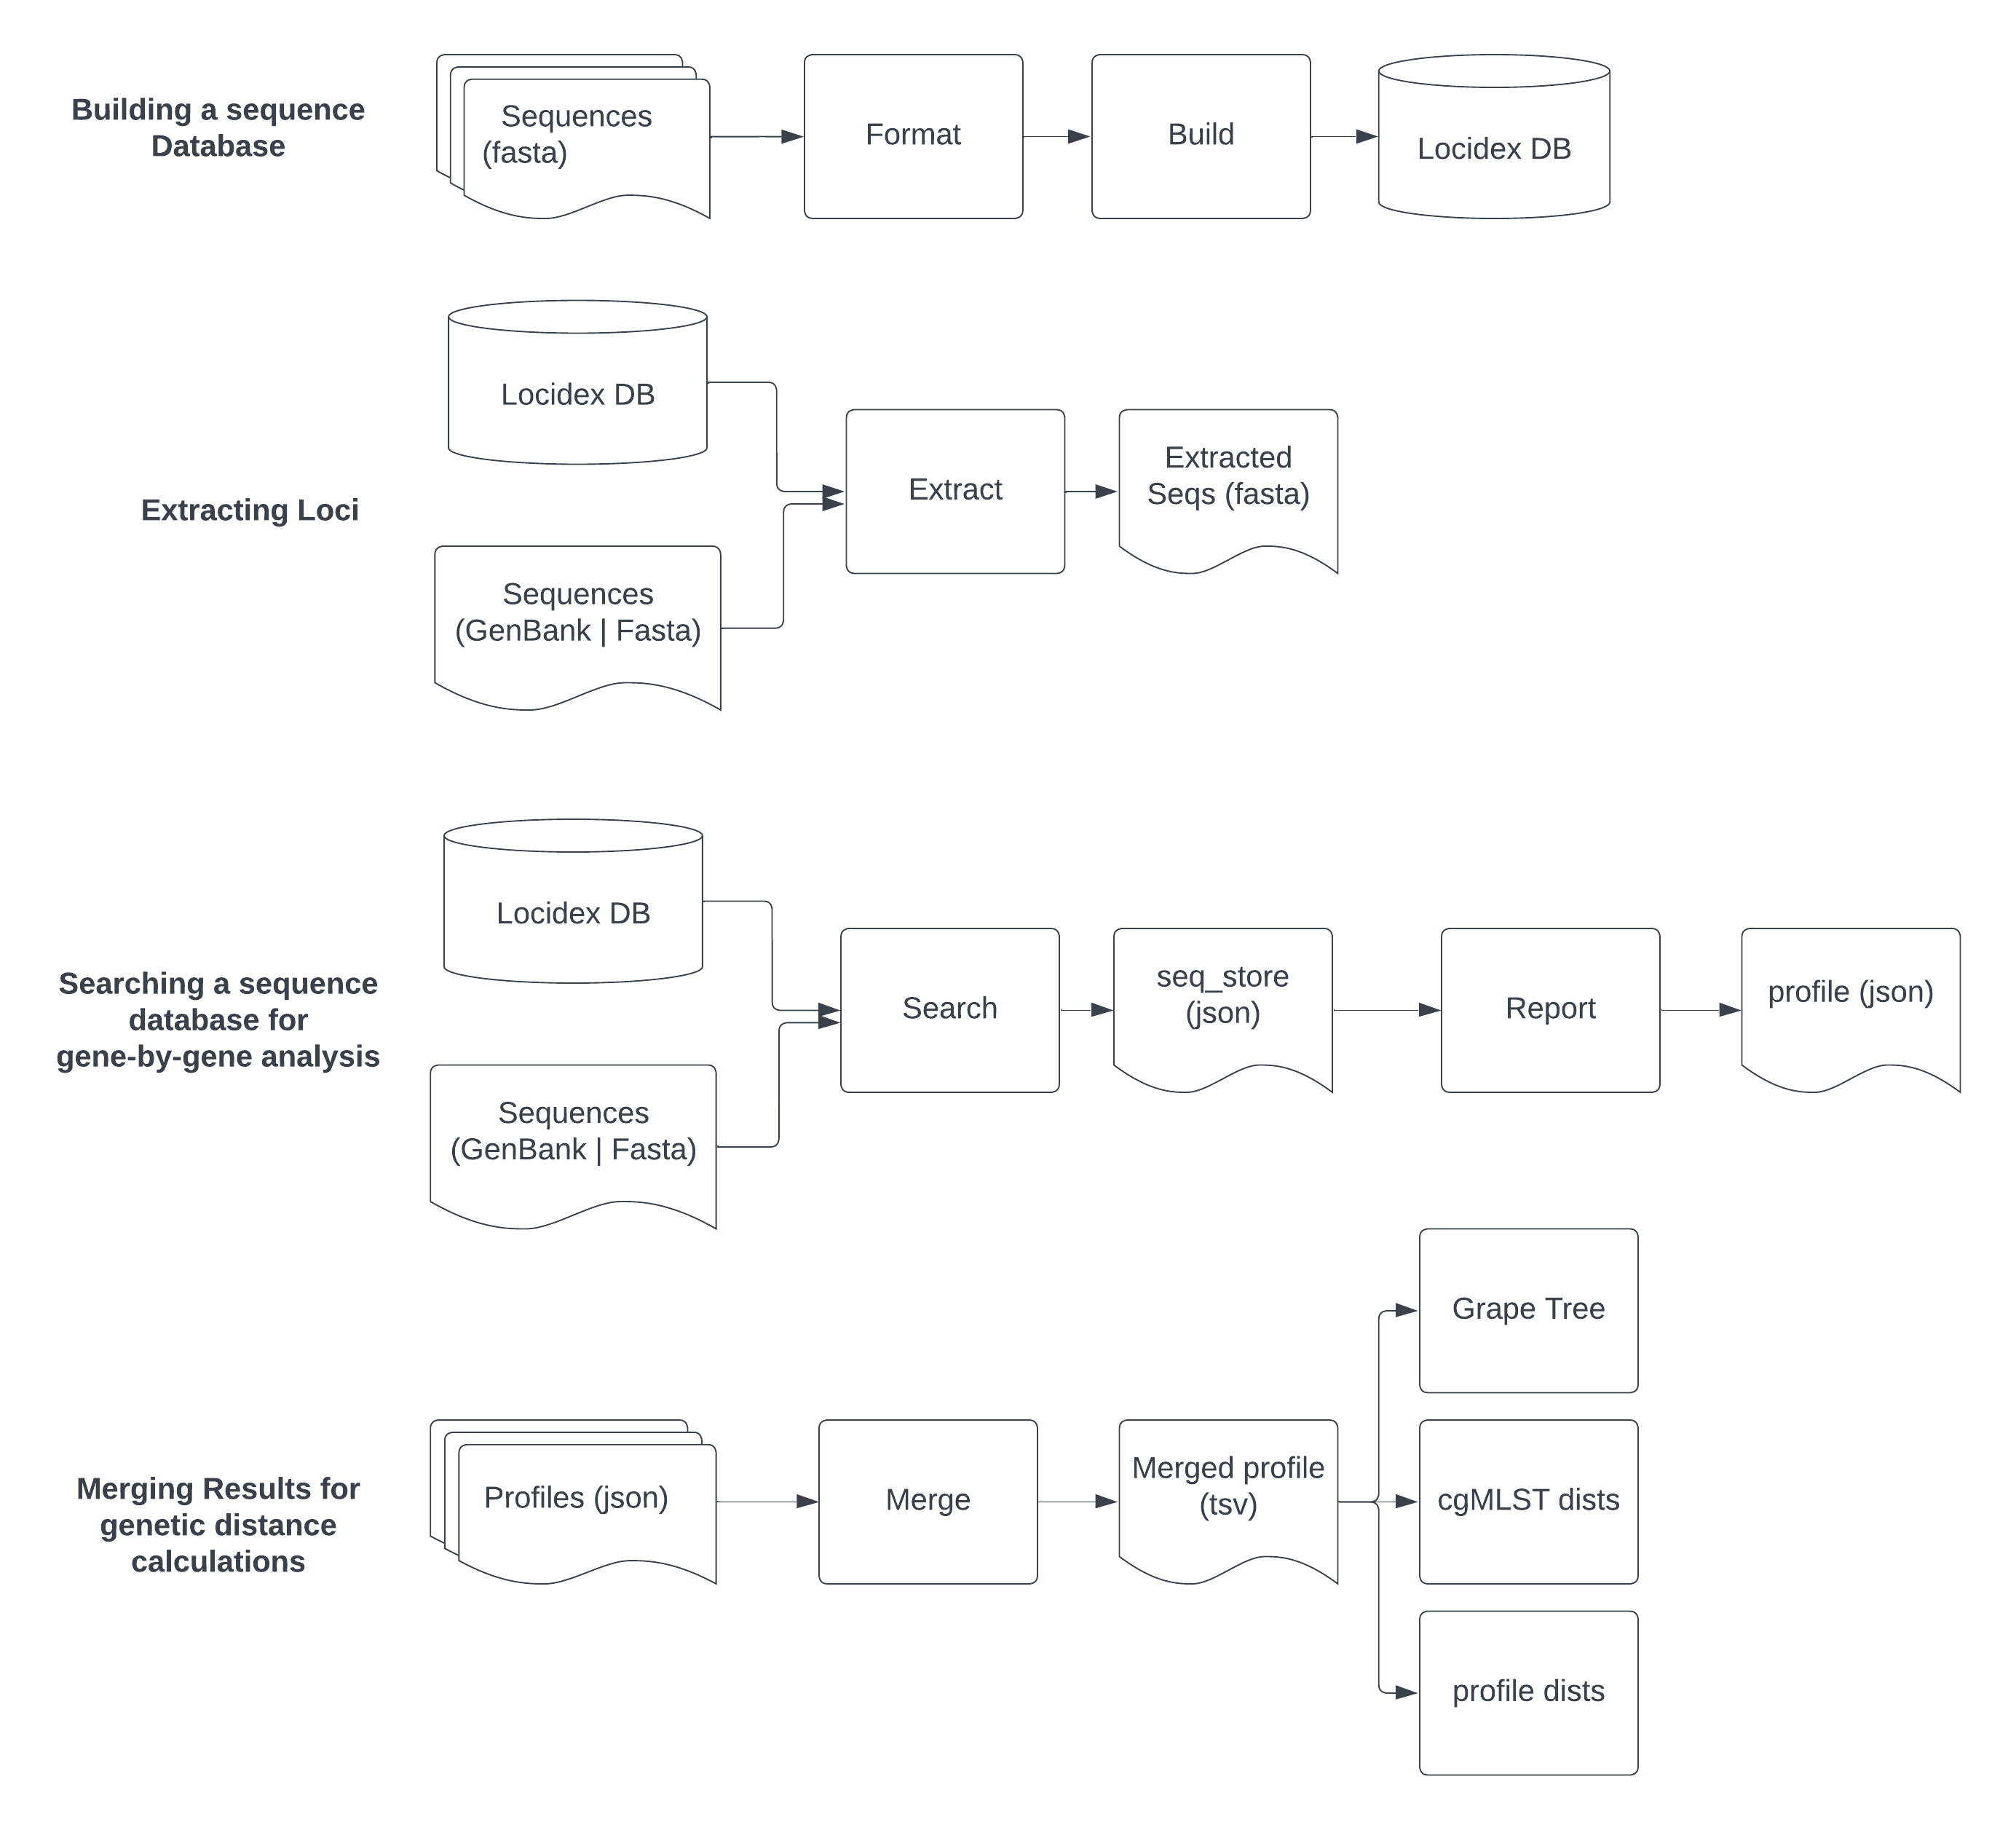 Building a sequence
Database
Sequences
(fasta)
Format
Build
Locidex DB
Extracting Loci
Locidex DB
Sequences
(GenBank | Fasta)
Extract
Extracted
Seqs (fasta)
Searching a sequence
database for
gene-by-gene analysis
Locidex DB
Sequences
(GenBank | Fasta)
Search
seq_store
(json)
Report
profile (json)
Merging Results for
genetic distance
calculations
Profiles (json)
Merge
Merged profile
(tsv)
Grape Tree
cgMLST dists
profile dists